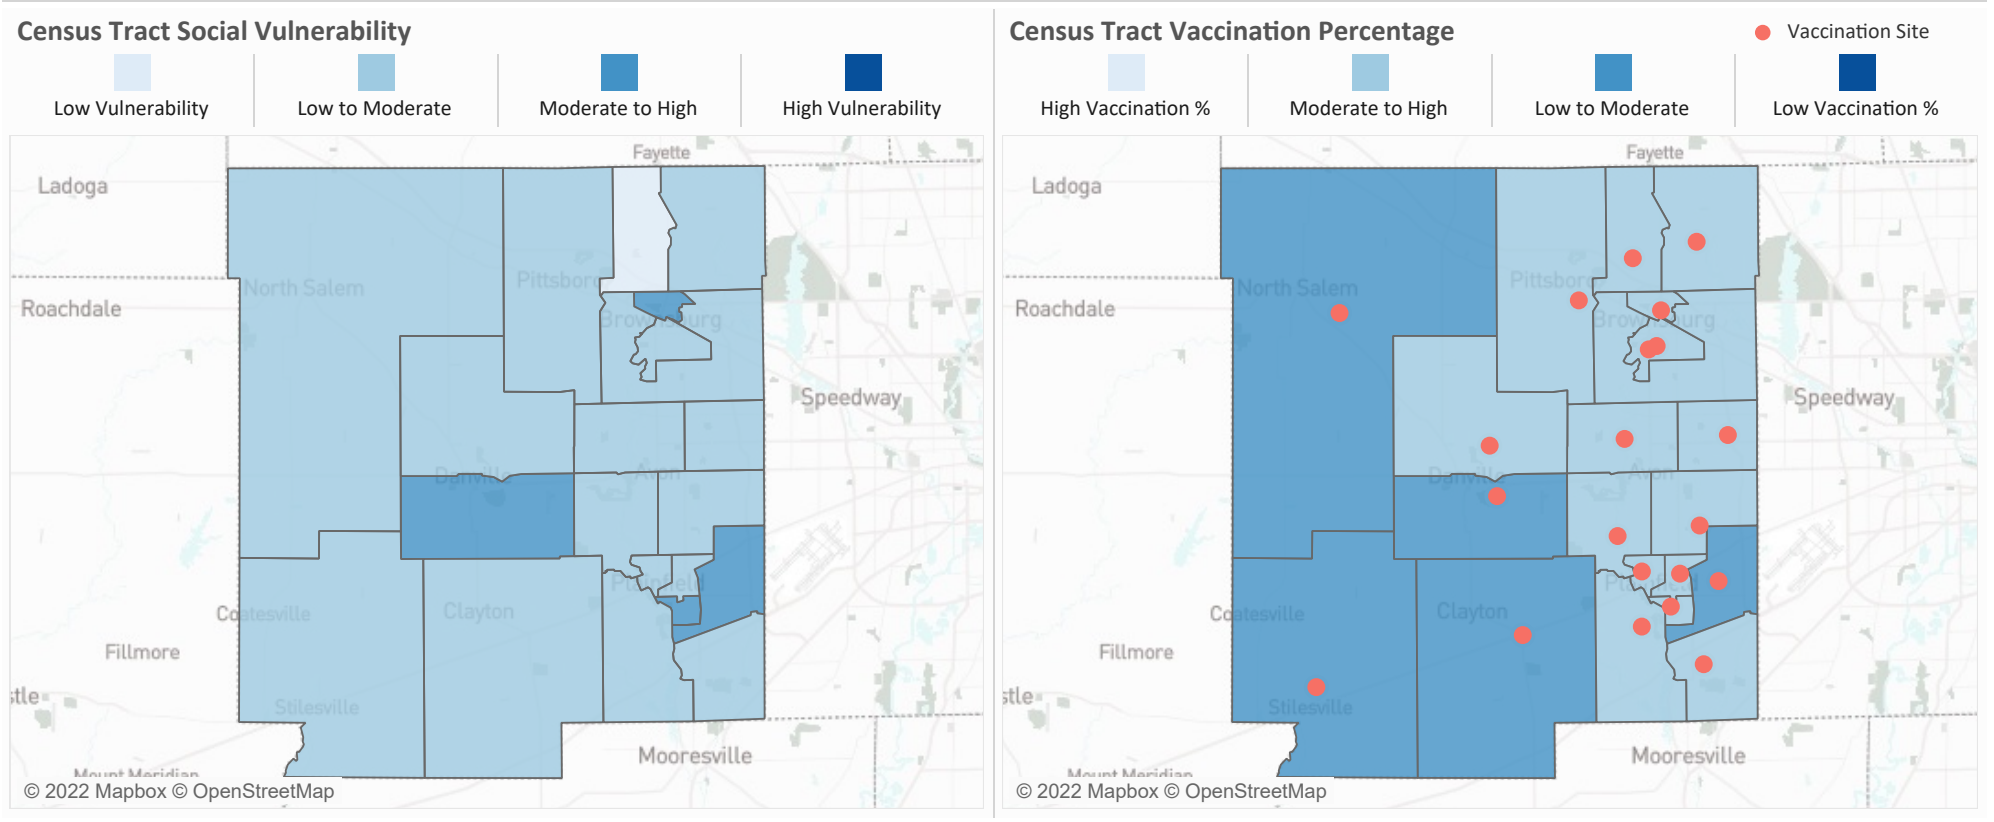 Census Tract Social Vulnerability
Low Vulnerability
Low to Moderate
Moderate to High
High Vulnerability
Fayette
Ladoga
North Salem
Pittsboro
Roachdale
Brownsburg
Speedway
Danville
Avon
Plainfield
Coatesville
Clayton
Fillmore
stle
Stilesville
Mooresville
Mount Meridian
© 2022 Mapbox © OpenStreetMap
Census Tract Vaccination Percentage
Vaccination Site
High Vaccination %
Moderate to High
Low to Moderate
Low Vaccination %
Fayette
Ladoga
North Salem
Pittsboro
Roachdale
Brownsburg
Speedway
Danville
Avon
Plainfield
Coatesville
Clayton
Fillmore
stle
Stilesville
Mooresville
Mount Meridian
© 2022 Mapbox © OpenStreetMap